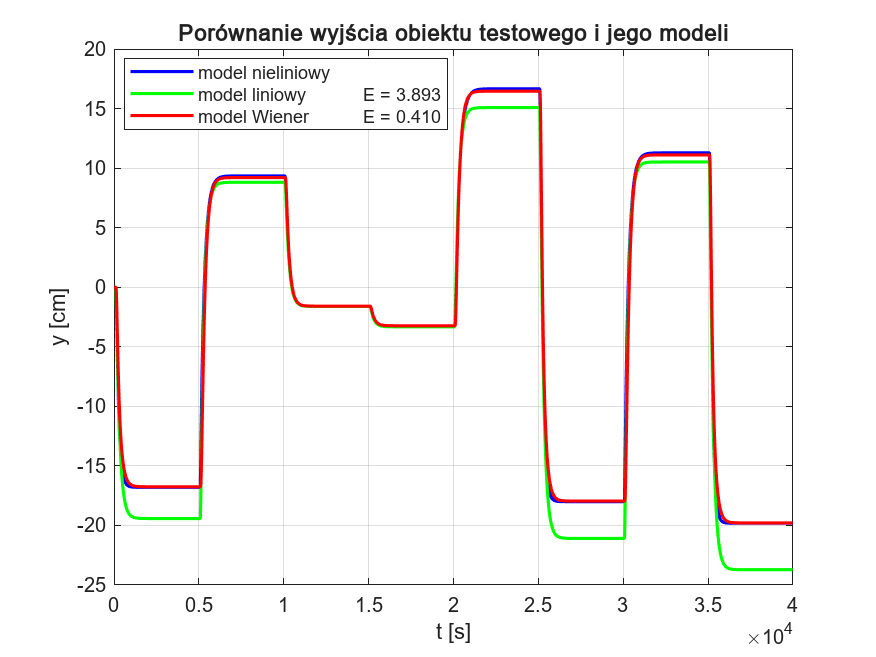 Porównanie wyjścia obiektu testowego i jego modeli
20
15
10
5
0
-5
-10
-15
-20
-25
y [cm]
model nieliniowy
model liniowy E = 3.893
model Wiener E = 0.410
0 0.5 1 1.5 2 2.5 3 3.5 4
t [s]
×10^4